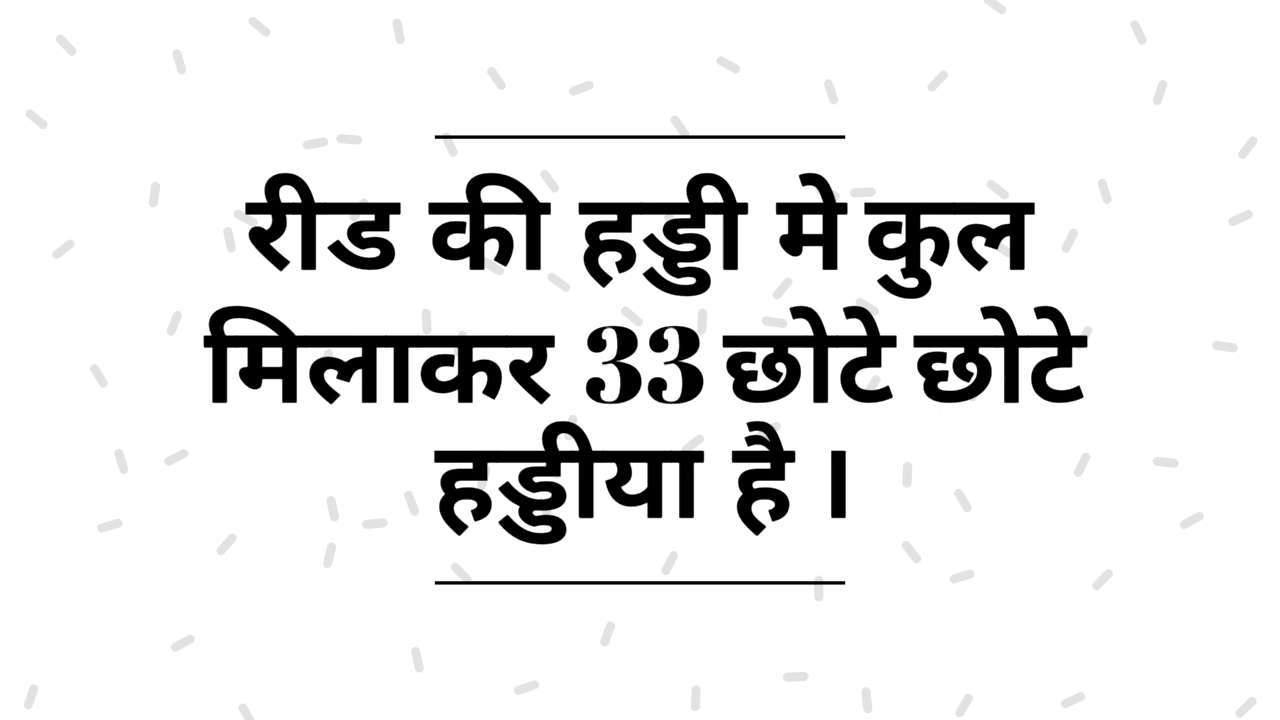 रीड की हड्डी मे कुल
मिलाकर 33 छोटे छोटे
हड्डीया है ।